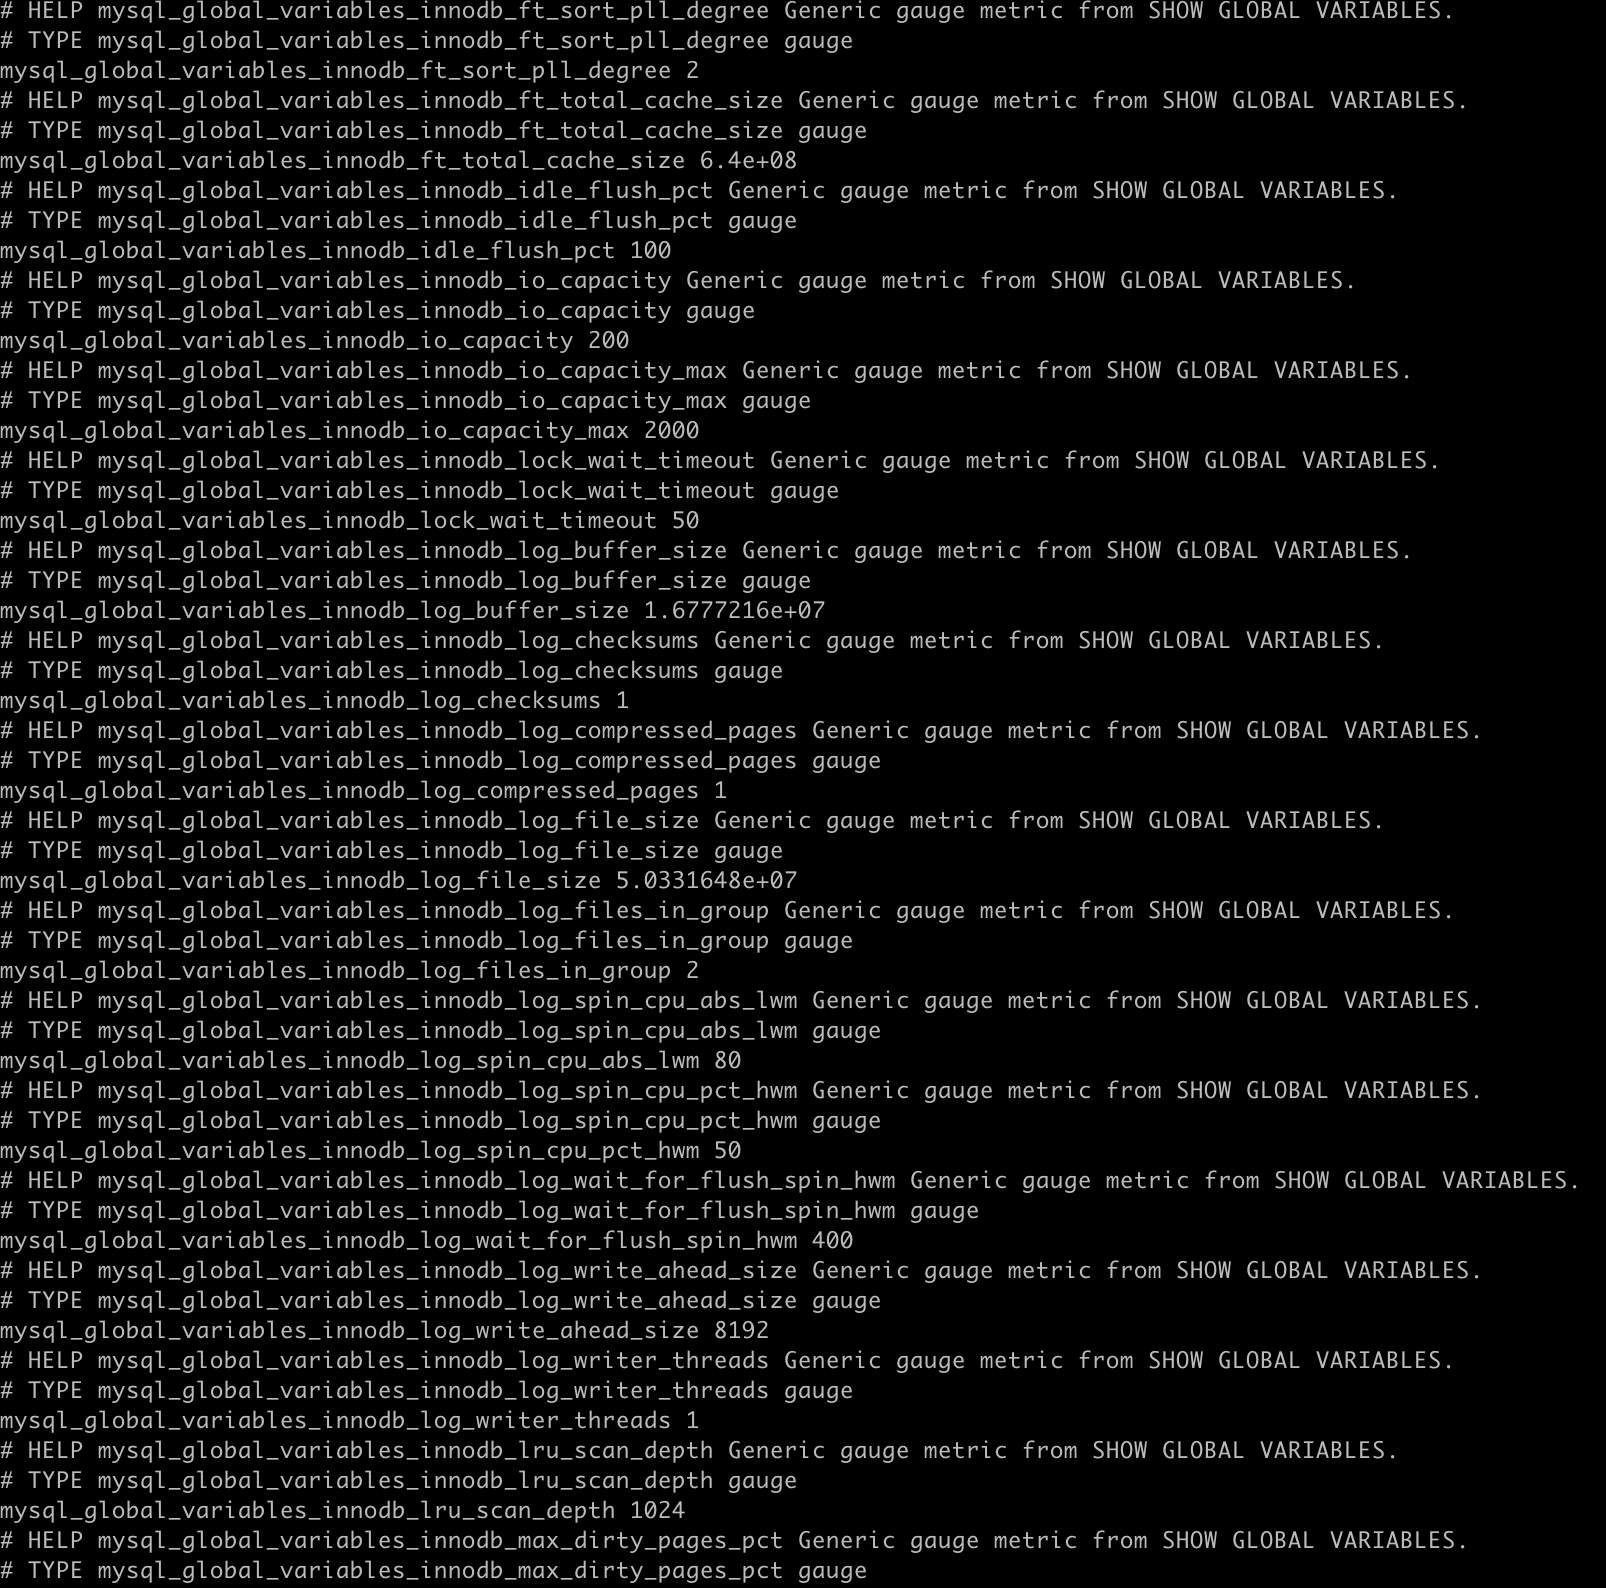 # HELP mysql_global_variables_innodb_ft_sort_pll_degree Generic gauge metric from SHOW GLOBAL VARIABLES.
# TYPE mysql_global_variables_innodb_ft_sort_pll_degree gauge
mysql_global_variables_innodb_ft_sort_pll_degree 2
# HELP mysql_global_variables_innodb_ft_total_cache_size Generic gauge metric from SHOW GLOBAL VARIABLES.
# TYPE mysql_global_variables_innodb_ft_total_cache_size gauge
mysql_global_variables_innodb_ft_total_cache_size 6.4e+08
# HELP mysql_global_variables_innodb_idle_flush_pct Generic gauge metric from SHOW GLOBAL VARIABLES.
# TYPE mysql_global_variables_innodb_idle_flush_pct gauge
mysql_global_variables_innodb_idle_flush_pct 100
# HELP mysql_global_variables_innodb_io_capacity Generic gauge metric from SHOW GLOBAL VARIABLES.
# TYPE mysql_global_variables_innodb_io_capacity gauge
mysql_global_variables_innodb_io_capacity 200
# HELP mysql_global_variables_innodb_io_capacity_max Generic gauge metric from SHOW GLOBAL VARIABLES.
# TYPE mysql_global_variables_innodb_io_capacity_max gauge
mysql_global_variables_innodb_io_capacity_max 2000
# HELP mysql_global_variables_innodb_lock_wait_timeout Generic gauge metric from SHOW GLOBAL VARIABLES.
# TYPE mysql_global_variables_innodb_lock_wait_timeout gauge
mysql_global_variables_innodb_lock_wait_timeout 50
# HELP mysql_global_variables_innodb_log_buffer_size Generic gauge metric from SHOW GLOBAL VARIABLES.
# TYPE mysql_global_variables_innodb_log_buffer_size gauge
mysql_global_variables_innodb_log_buffer_size 1.6777216e+07
# HELP mysql_global_variables_innodb_log_checksums Generic gauge metric from SHOW GLOBAL VARIABLES.
# TYPE mysql_global_variables_innodb_log_checksums gauge
mysql_global_variables_innodb_log_checksums 1
# HELP mysql_global_variables_innodb_log_compressed_pages Generic gauge metric from SHOW GLOBAL VARIABLES.
# TYPE mysql_global_variables_innodb_log_compressed_pages gauge
mysql_global_variables_innodb_log_compressed_pages 1
# HELP mysql_global_variables_innodb_log_file_size Generic gauge metric from SHOW GLOBAL VARIABLES.
# TYPE mysql_global_variables_innodb_log_file_size gauge
mysql_global_variables_innodb_log_file_size 5.0331648e+07
# HELP mysql_global_variables_innodb_log_files_in_group Generic gauge metric from SHOW GLOBAL VARIABLES.
# TYPE mysql_global_variables_innodb_log_files_in_group gauge
mysql_global_variables_innodb_log_files_in_group 2
# HELP mysql_global_variables_innodb_log_spin_cpu_abs_lwm Generic gauge metric from SHOW GLOBAL VARIABLES.
# TYPE mysql_global_variables_innodb_log_spin_cpu_abs_lwm gauge
mysql_global_variables_innodb_log_spin_cpu_abs_lwm 80
# HELP mysql_global_variables_innodb_log_spin_cpu_pct_hwm Generic gauge metric from SHOW GLOBAL VARIABLES.
# TYPE mysql_global_variables_innodb_log_spin_cpu_pct_hwm gauge
mysql_global_variables_innodb_log_spin_cpu_pct_hwm 50
# HELP mysql_global_variables_innodb_log_wait_for_flush_spin_hwm Generic gauge metric from SHOW GLOBAL VARIABLES.
# TYPE mysql_global_variables_innodb_log_wait_for_flush_spin_hwm gauge
mysql_global_variables_innodb_log_wait_for_flush_spin_hwm 400
# HELP mysql_global_variables_innodb_log_write_ahead_size Generic gauge metric from SHOW GLOBAL VARIABLES.
# TYPE mysql_global_variables_innodb_log_write_ahead_size gauge
mysql_global_variables_innodb_log_write_ahead_size 8192
# HELP mysql_global_variables_innodb_log_writer_threads Generic gauge metric from SHOW GLOBAL VARIABLES.
# TYPE mysql_global_variables_innodb_log_writer_threads gauge
mysql_global_variables_innodb_log_writer_threads 1
# HELP mysql_global_variables_innodb_lru_scan_depth Generic gauge metric from SHOW GLOBAL VARIABLES.
# TYPE mysql_global_variables_innodb_lru_scan_depth gauge
mysql_global_variables_innodb_lru_scan_depth 1024
# HELP mysql_global_variables_innodb_max_dirty_pages_pct Generic gauge metric from SHOW GLOBAL VARIABLES.
# TYPE mysql_global_variables_innodb_max_dirty_pages_pct gauge